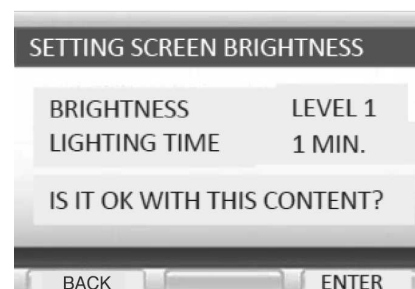 SETTING SCREEN BRIGHTNESS
BRIGHTNESS LEVEL 1
LIGHTING TIME 1 MIN.
IS IT OK WITH THIS CONTENT?
BACK ENTER